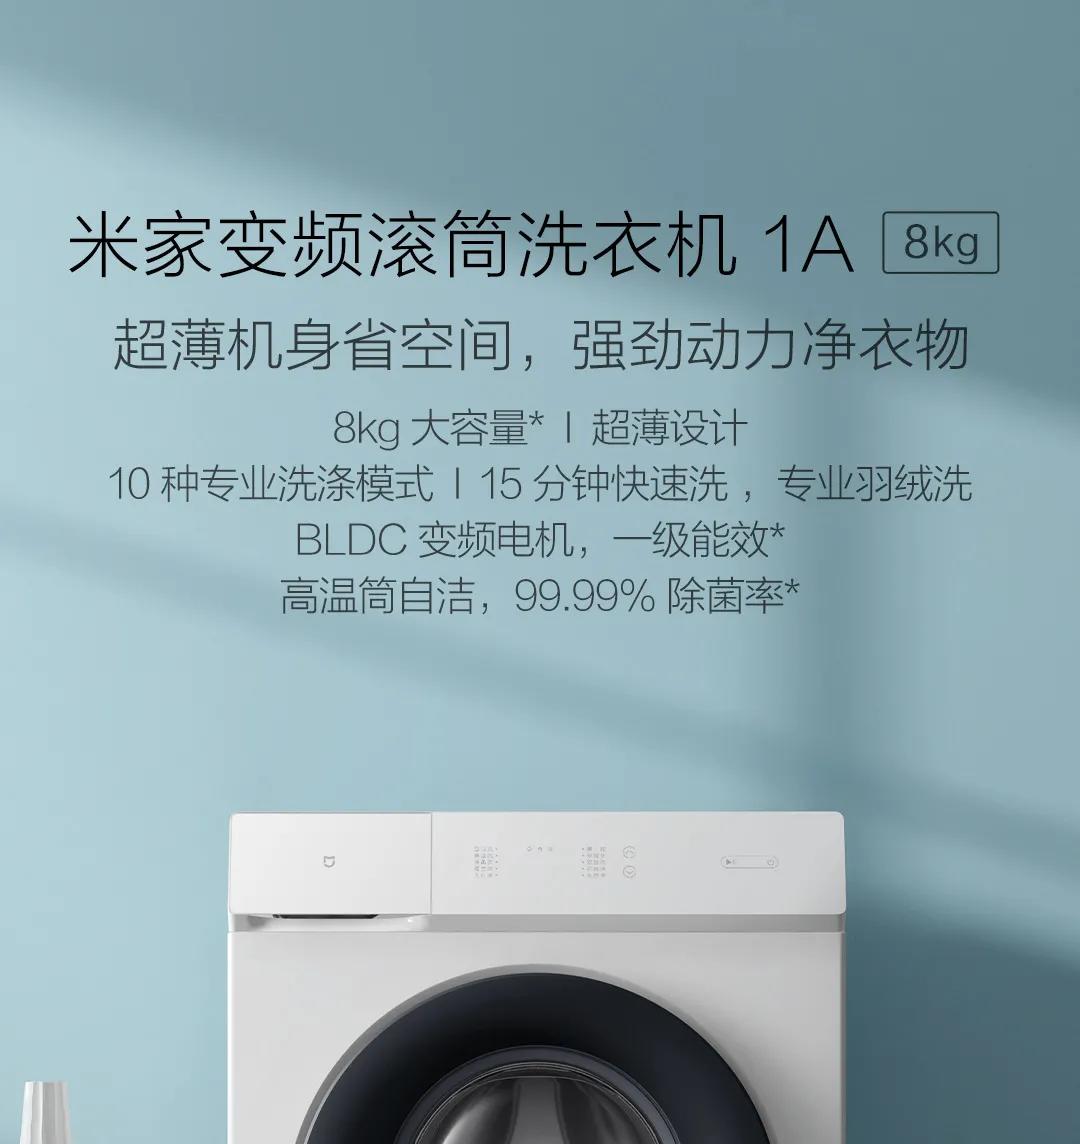 米家变频滚筒洗衣机 1A 8kg
超薄机身省空间，强劲动力净衣物
8kg 大容量* | 超薄设计
10 种专业洗涤模式 | 15 分钟快速洗，专业羽绒洗
BLDC 变频电机，一级能效*
高温筒自洁，99.99% 除菌率*